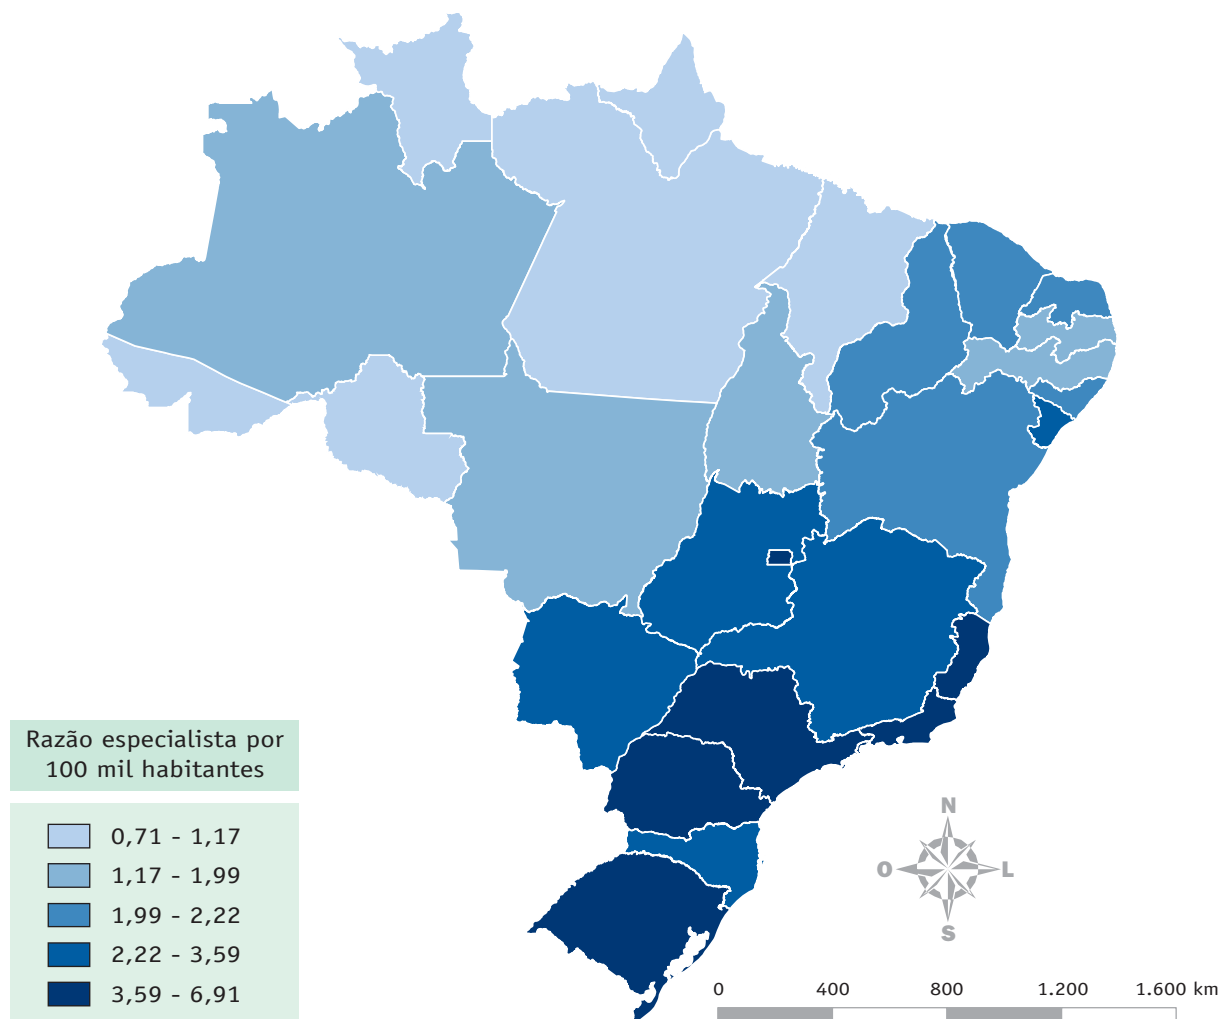 Razão especialista por
100 mil habitantes
0,71 - 1,17
1,17 - 1,99
1,99 - 2,22
2,22 - 3,59
3,59 - 6,91
N
O
L
S
0 400 800 1.200 1.600 km